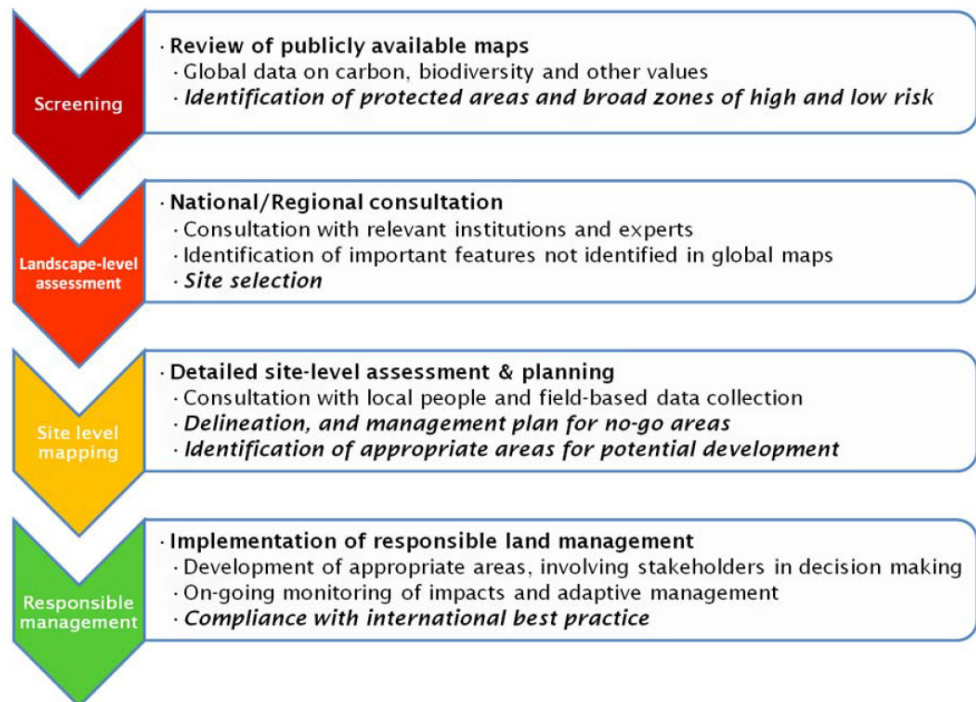 Screening
· Review of publicly available maps
· Global data on carbon, biodiversity and other values
· Identification of protected areas and broad zones of high and low risk
Landscape-level
assessment
· National/Regional consultation
· Consultation with relevant institutions and experts
· Identification of important features not identified in global maps
· Site selection
Site level
mapping
· Detailed site-level assessment & planning
· Consultation with local people and field-based data collection
· Delineation, and management plan for no-go areas
· Identification of appropriate areas for potential development
Responsible
management
· Implementation of responsible land management
· Development of appropriate areas, involving stakeholders in decision making
· On-going monitoring of impacts and adaptive management
· Compliance with international best practice